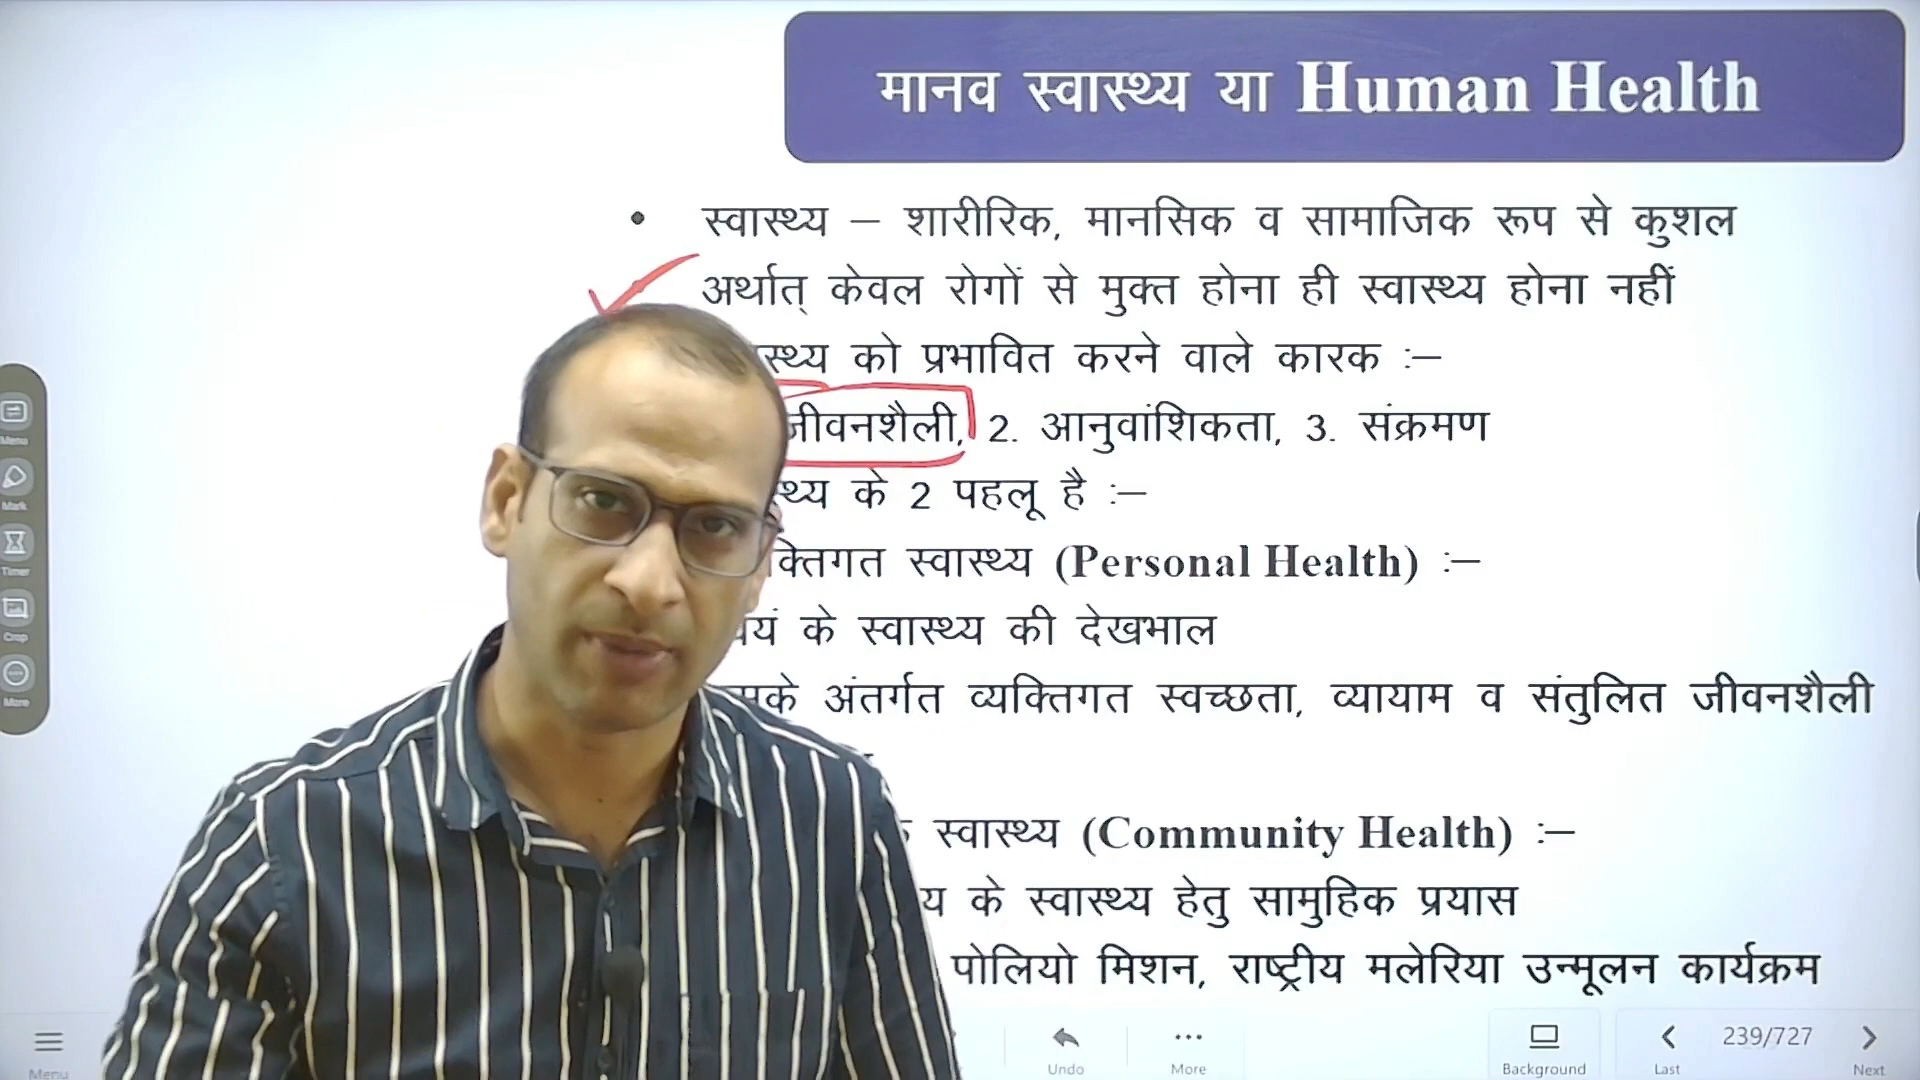 मानव स्वास्थ्य या Human Health
• स्वास्थ्य – शारीरिक, मानसिक व सामाजिक रूप से कुशल
अर्थात् केवल रोगों से मुक्त होना ही स्वास्थ्य होना नहीं
को प्रभावित करने वाले कारक :–
जीवनशैली, 2. आनुवांशिकता, 3. संक्रमण
के 2 पहलू है :–
स्वास्थ्य (Personal Health) :–
के स्वास्थ्य की देखभाल
अंतर्गत व्यक्तिगत स्वच्छता, व्यायाम व संतुलित जीवनशैली
स्वास्थ्य (Community Health) :–
के स्वास्थ्य हेतु सामुहिक प्रयास
पोलियो मिशन, राष्ट्रीय मलेरिया उन्मूलन कार्यक्रम
Menu
Mark
Timer
Crop
More
Menu
Undo
More
Background
Last
239/727
Next